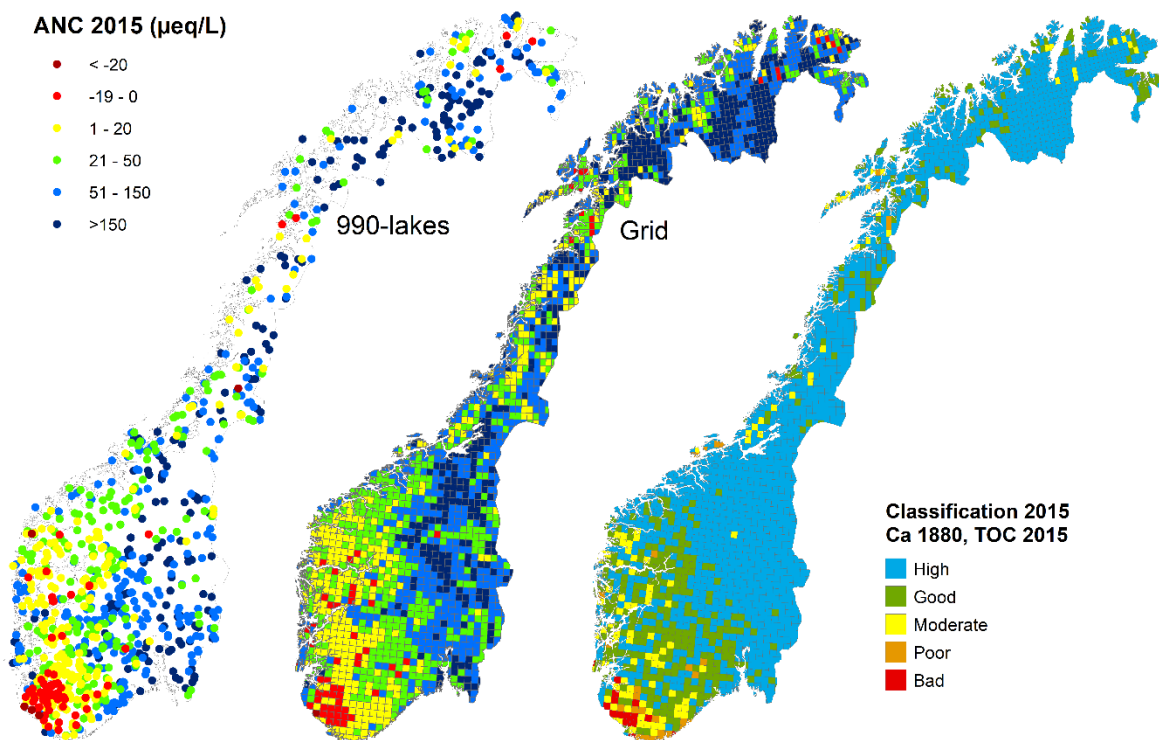 ANC 2015 (µeq/L)
< -20
-19 - 0
1 - 20
21 - 50
51 - 150
>150
990-lakes
Grid
Classification 2015
Ca 1880, TOC 2015
High
Good
Moderate
Poor
Bad